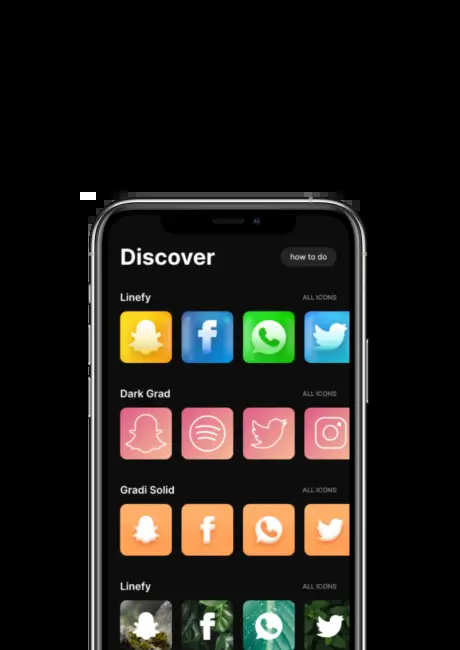 Discover
how to do
Linefy
ALL ICONS
Dark Grad
ALL ICONS
Gradi Solid
ALL ICONS
Linefy
ALL ICONS